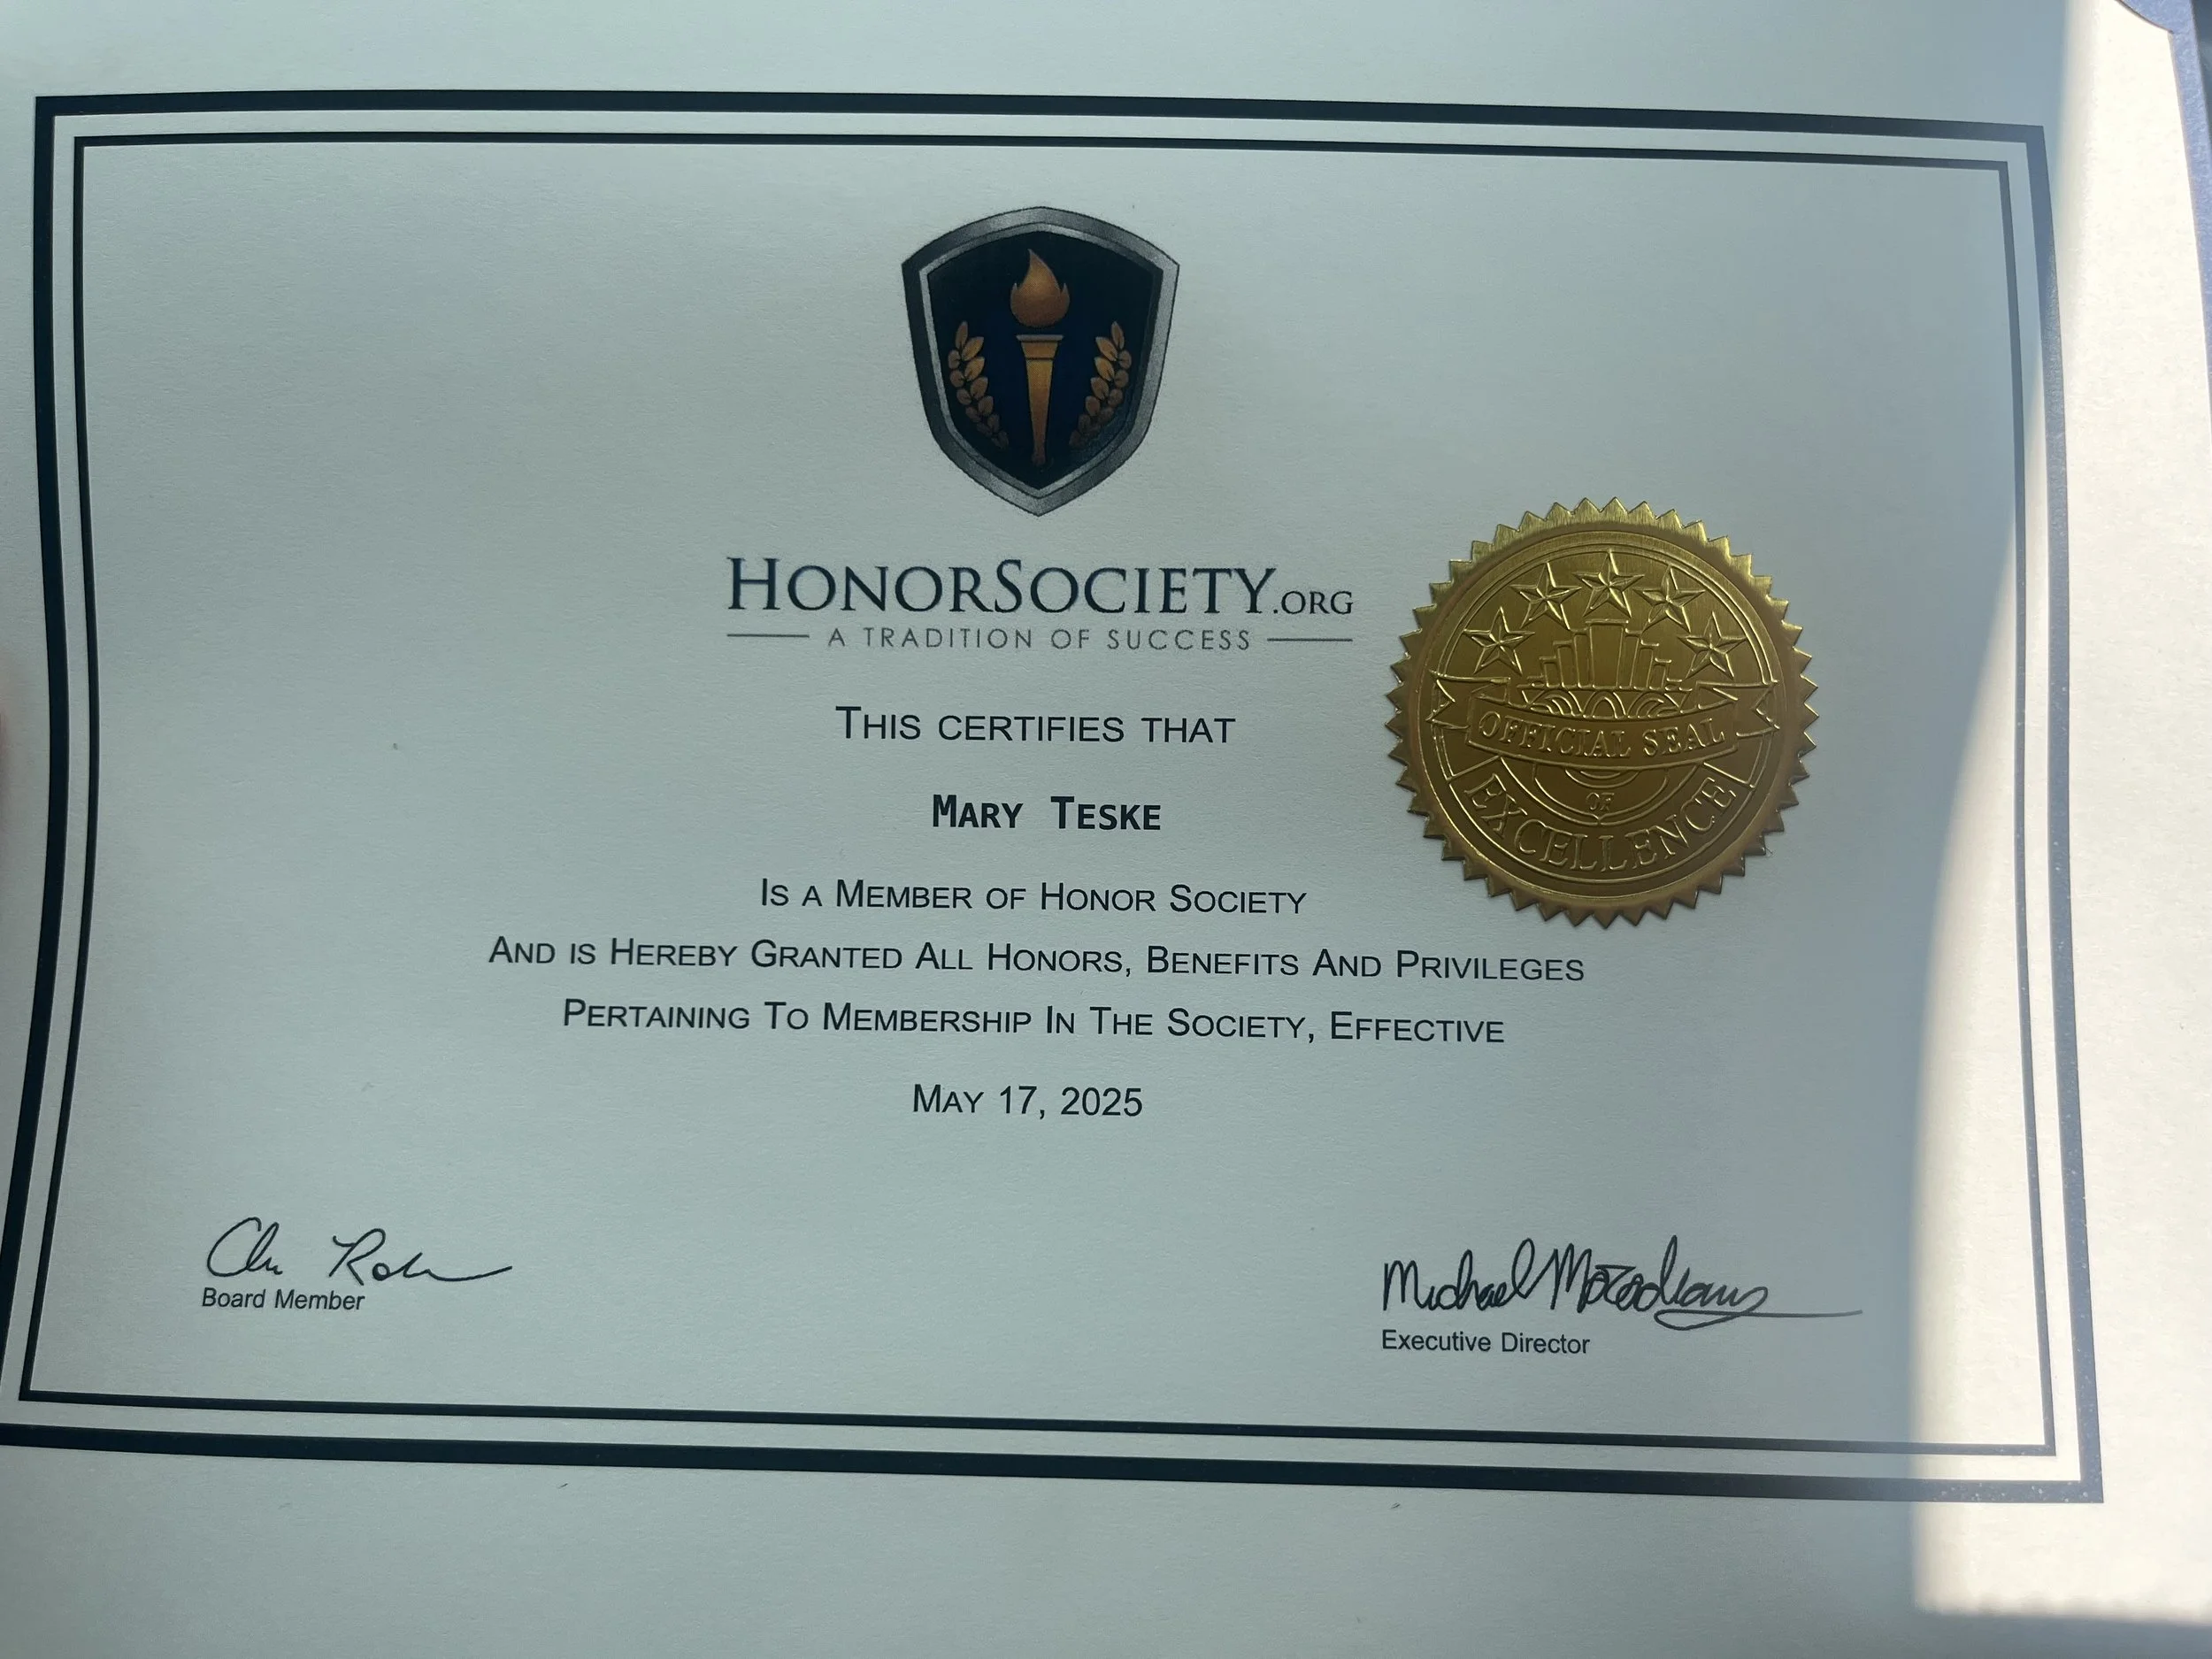 HONORSOCIETY.ORG
A TRADITION OF SUCCESS
THIS CERTIFIES THAT
MARY TESKE
IS A MEMBER OF HONOR SOCIETY
AND IS HEREBY GRANTED ALL HONORS, BENEFITS AND PRIVILEGES
PERTAINING TO MEMBERSHIP IN THE SOCIETY, EFFECTIVE
MAY 17, 2025
OFFICIAL SEAL
OF
EXCELLENCE
Board Member
Michael
Executive Director